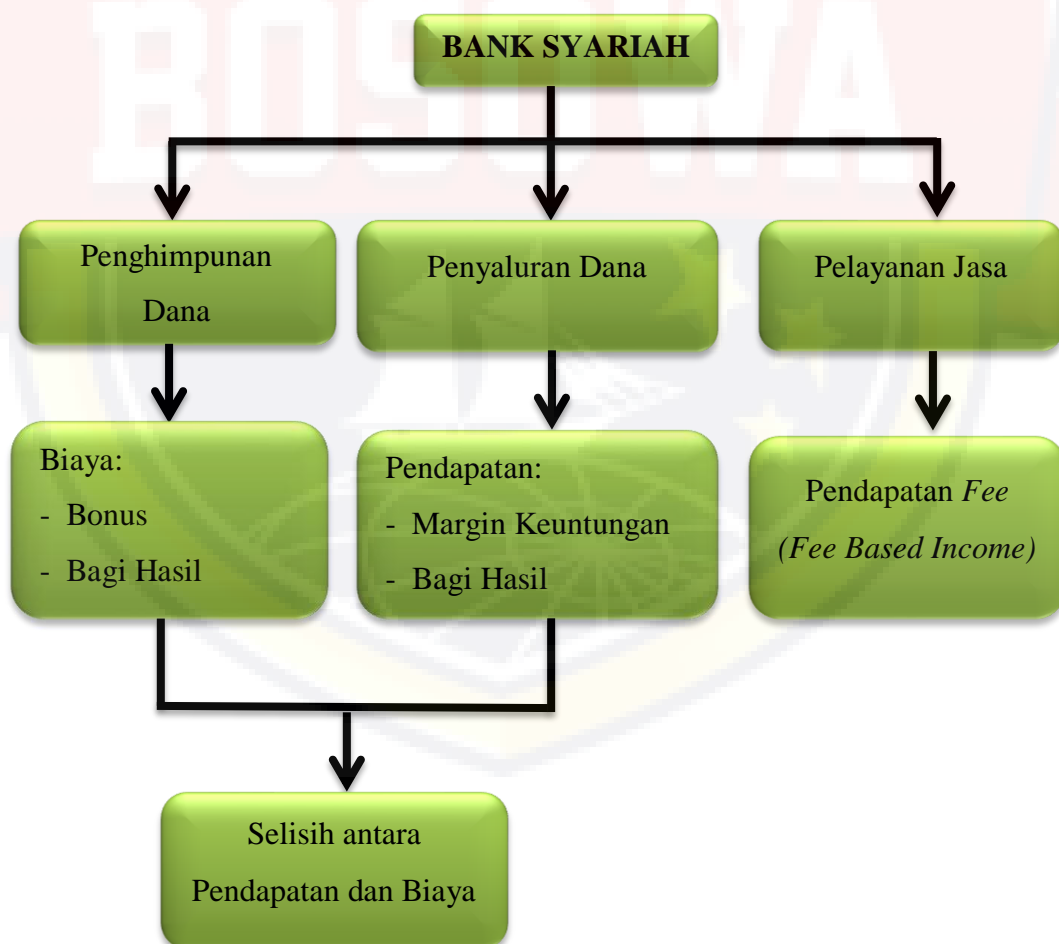 BOSOWA
BANK SYARIAH
Penghimpunan
Dana
Penyaluran Dana
Pelayanan Jasa
Biaya:
- Bonus
- Bagi Hasil
Pendapatan:
- Margin Keuntungan
- Bagi Hasil
Pendapatan Fee
(Fee Based Income)
Selisih antara
Pendapatan dan Biaya